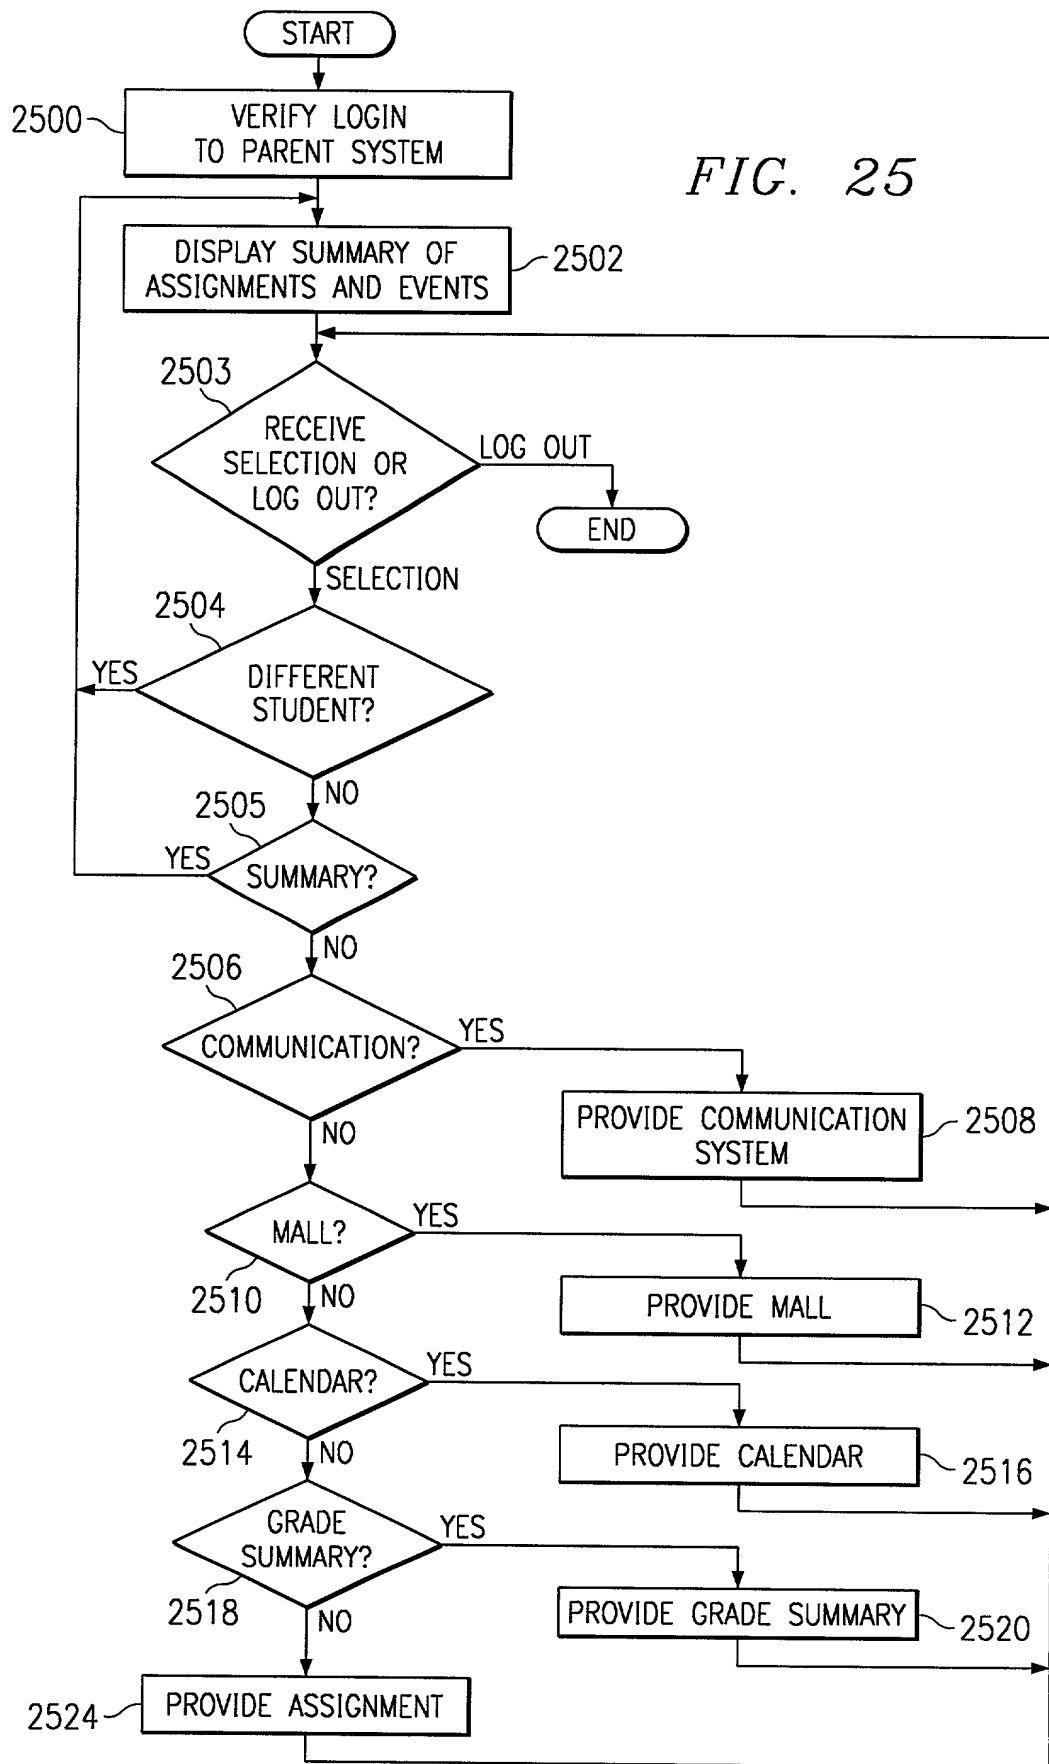 START
2500
VERIFY LOGIN
TO PARENT SYSTEM
FIG. 25
DISPLAY SUMMARY OF
ASSIGNMENTS AND EVENTS
2502
2503
RECEIVE
SELECTION OR
LOG OUT?
LOG OUT
END
SELECTION
2504
YES
DIFFERENT
STUDENT?
NO
2505
YES
SUMMARY?
NO
2506
COMMUNICATION?
YES
PROVIDE COMMUNICATION
SYSTEM
2508
NO
MALL?
YES
2510
NO
PROVIDE MALL
2512
CALENDAR?
YES
2514
NO
PROVIDE CALENDAR
2516
GRADE
SUMMARY?
YES
2518
NO
PROVIDE GRADE SUMMARY
2520
PROVIDE ASSIGNMENT
2524